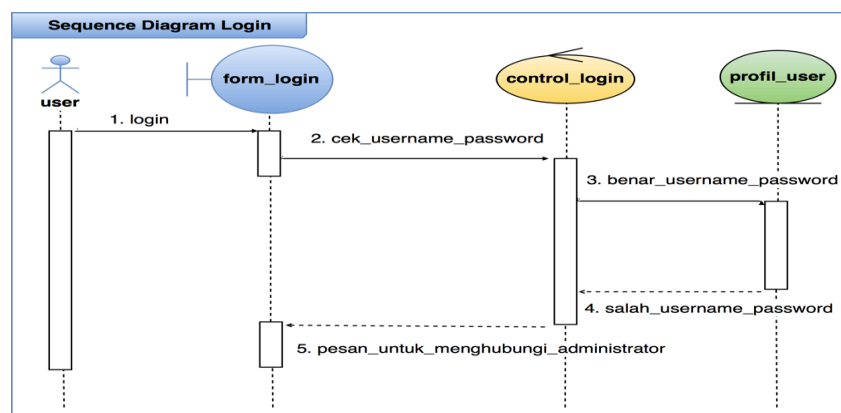 Sequence Diagram Login
user
form_login
control_login
profil_user
1. login
2. cek_username_password
3. benar_username_password
4. salah_username_password
5. pesan_untuk_menghubungi_administrator